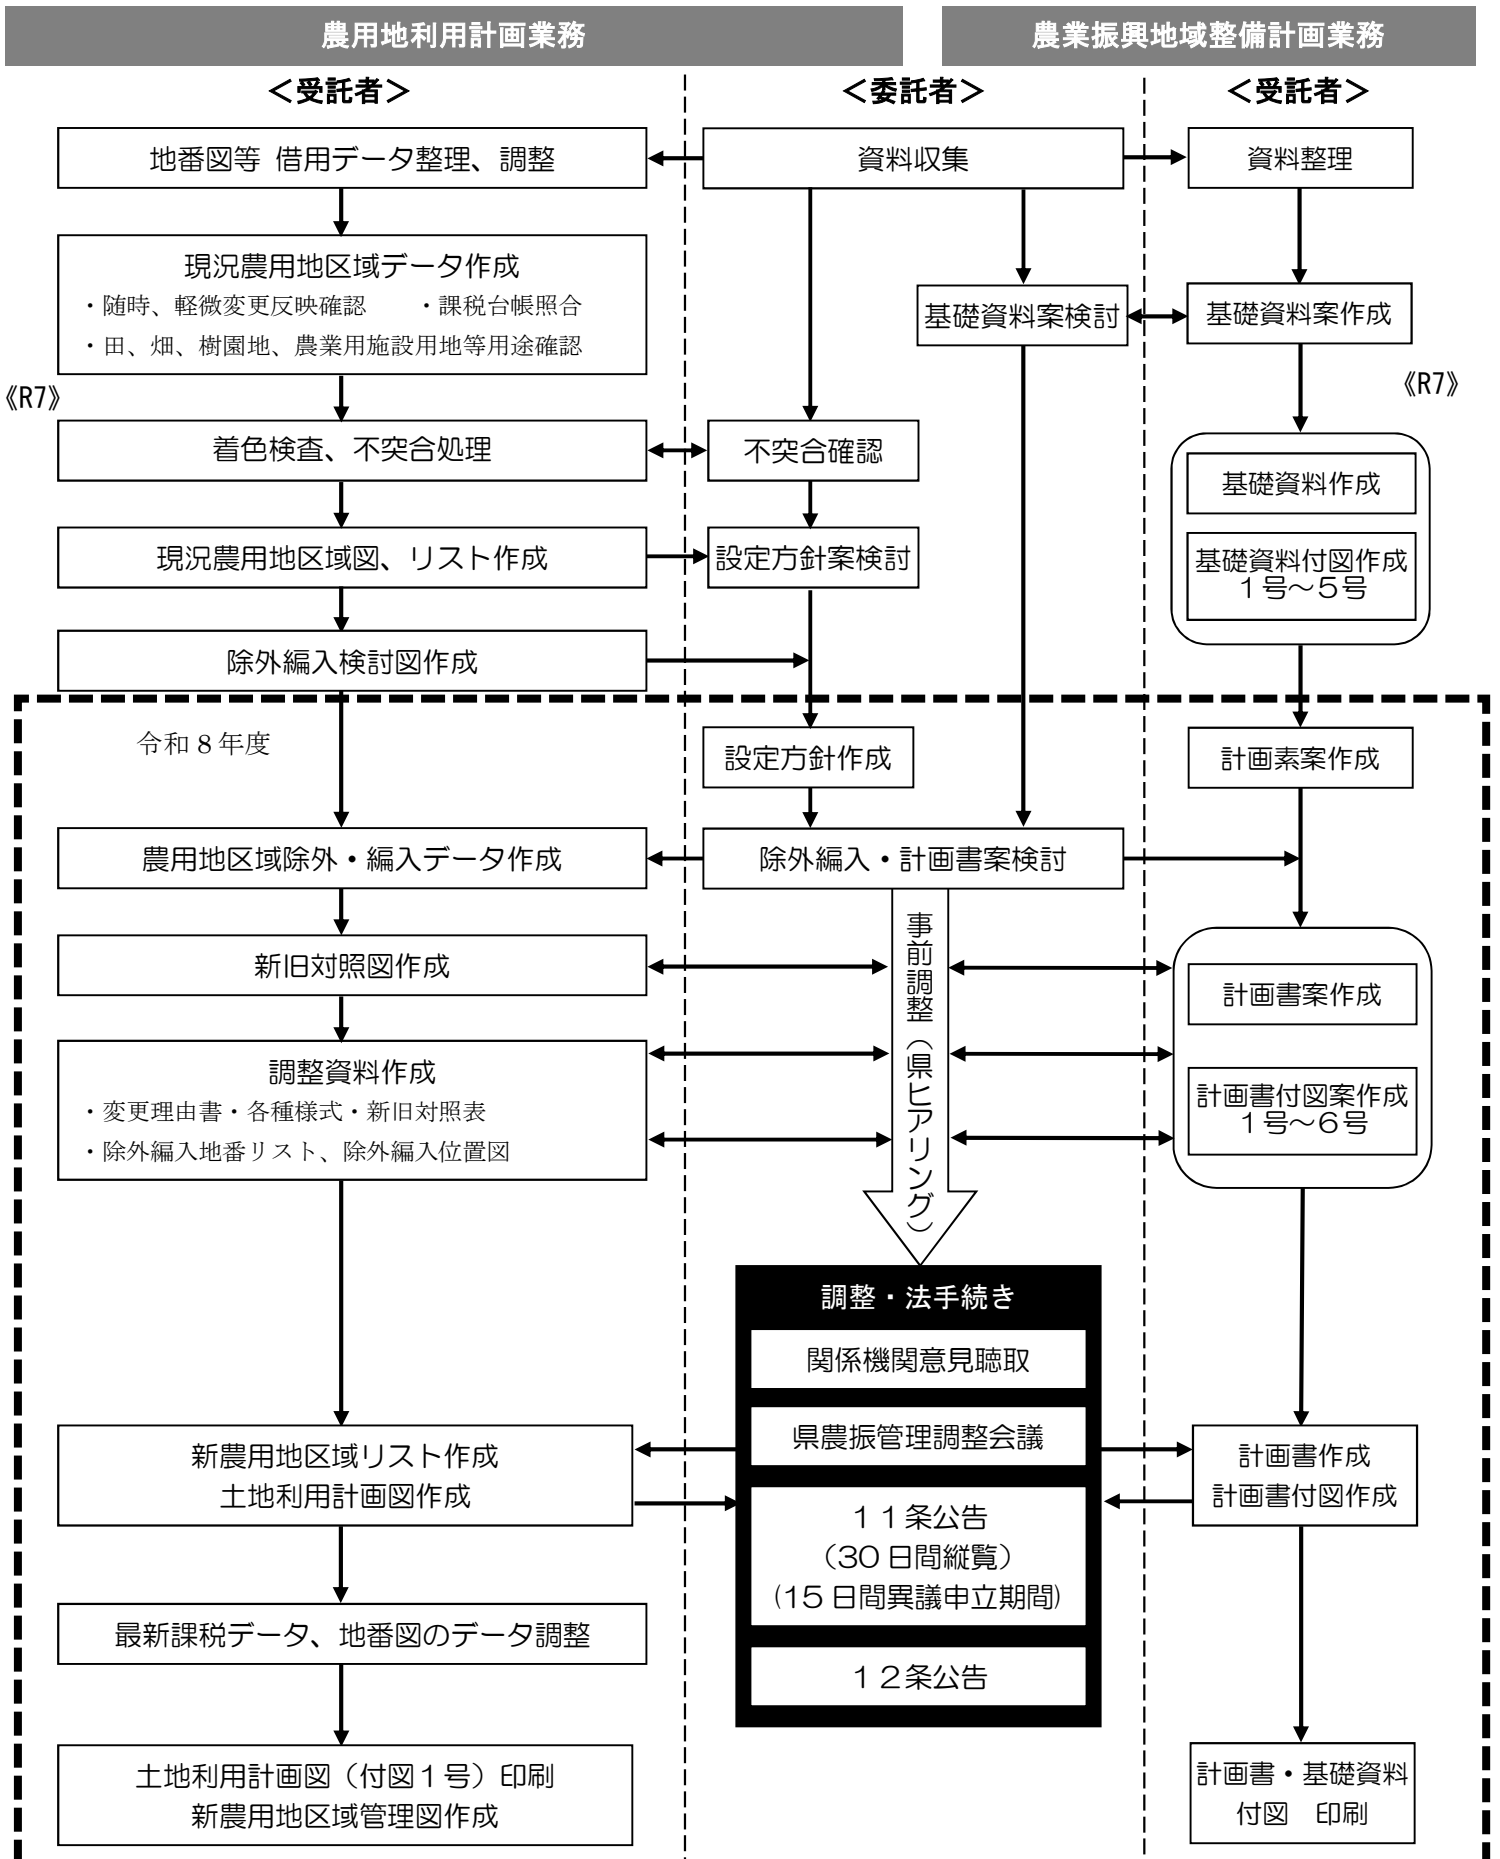 農用地利用計画業務
農業振興地域整備計画業務
＜受託者＞
＜委託者＞
＜受託者＞
地番図等 借用データ整理、調整
資料収集
資料整理
現況農用地区域データ作成
・随時、軽微変更反映確認　　・課税台帳照合
・田、畑、樹園地、農業用施設用地等用途確認
基礎資料案検討
基礎資料案作成
《R7》
《R7》
着色検査、不突合処理
不突合確認
基礎資料作成
現況農用地区域図、リスト作成
設定方針案検討
基礎資料付図作成
１号～５号
除外編入検討図作成
令和８年度
設定方針作成
計画素案作成
農用地区域除外・編入データ作成
除外編入・計画書案検討
事前調整（県ヒアリング）
新旧対照図作成
計画書案作成
調整資料作成
・変更理由書・各種様式・新旧対照表
・除外編入地番リスト、除外編入位置図
計画書付図案作成
１号～６号
調整・法手続き
関係機関意見聴取
県農振管理調整会議
１１条公告
（30日間縦覧）
(15日間異議申立期間)
１２条公告
新農用地区域リスト作成
土地利用計画図作成
計画書作成
計画書付図作成
最新課税データ、地番図のデータ調整
土地利用計画図（付図１号）印刷
新農用地区域管理図作成
計画書・基礎資料
付図　印刷